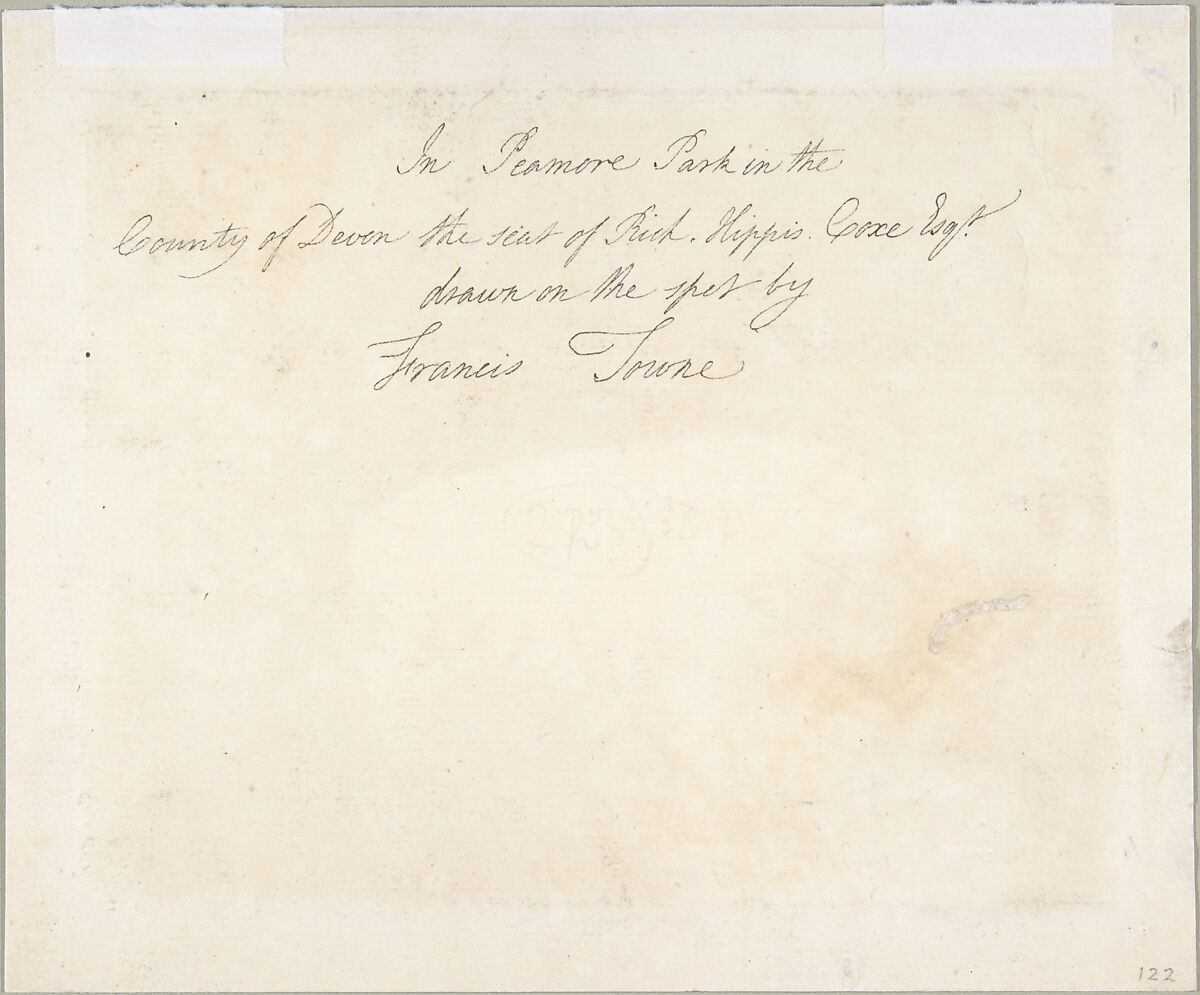 In Peamore Park in the
County of Devon the seat of Rich. Hippis. Coxe Esqr.
drawn on the spot by
Francis Towne
122